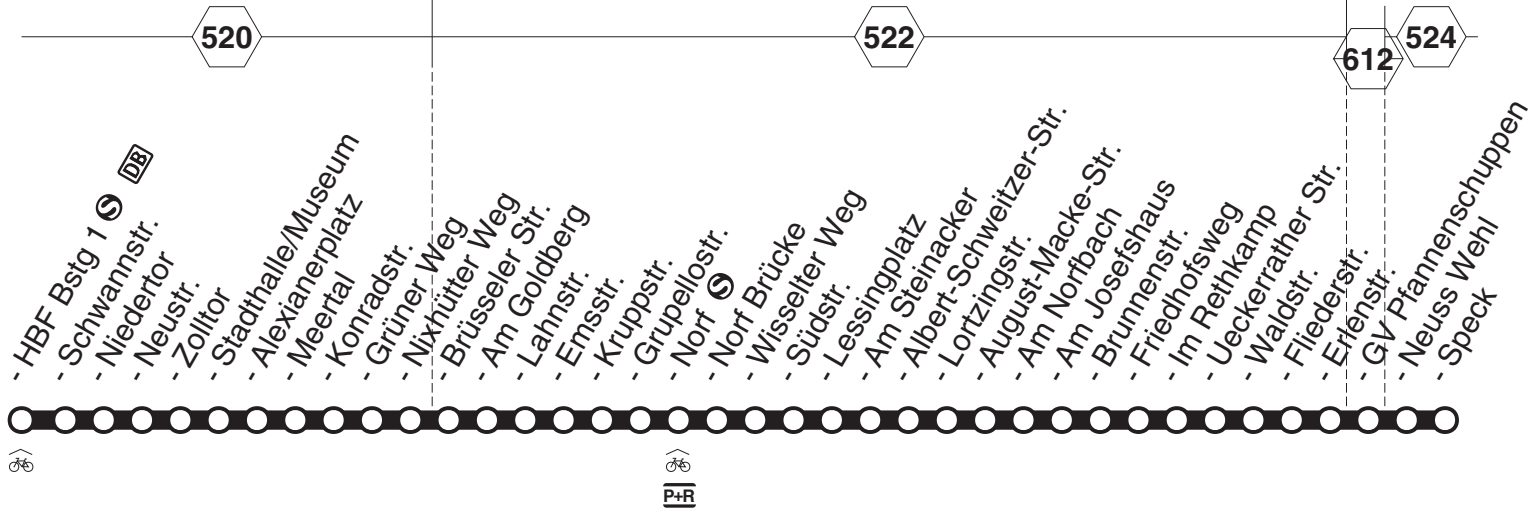 520
522
612
524
- HBF Bstg 1 S DB
- Schwannstr.
- Niedertor
- Neustr.
- Zolltor
- Stadthalle/Museum
- Alexianerplatz
- Meertal
- Konradstr.
- Grüner Weg
- Nixhütter Weg
- Brüsseler Str.
- Am Goldberg
- Lahnstr.
- Emsstr.
- Kruppstr.
- Grupellostr.
- Norf S
- Norf Brücke
- Wisselter Weg
- Südstr.
- Lessingplatz
- Am Steinacker
- Albert-Schweitzer-Str.
- Lortzingstr.
- August-Macke-Str.
- Am Norfbach
- Am Josefshaus
- Brunnenstr.
- Friedhofsweg
- Im Rethkamp
- Ueckerrather Str.
- Waldstr.
- Fliederstr.
- Erlenstr.
- GV Pfannenschuppen
- Neuss Wehl
- Speck
P+R